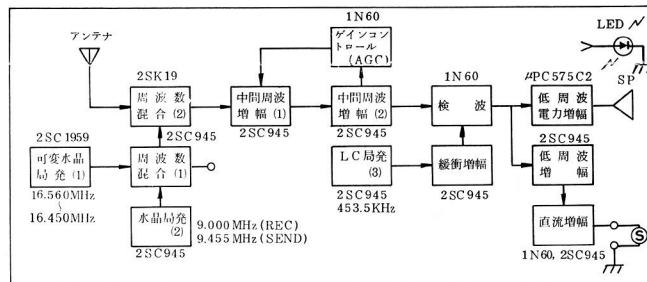 アンテナ
1N60
ゲインコン
トロール
(AGC)
LED
2SK19
周波数
混合(2)
2SC945
中間周波
増幅(1)
2SC945
中間周波
増幅(2)
2SC945
1N60
検波
μPC575C2
低周波
電力増幅
SP
2SC1959
可変水晶
局発(1)
16.560MHz
~
16.450MHz
周波数
混合(1)
LC局発
(3)
2SC945
453.5KHz
緩衝増幅
2SC945
2SC945
低周波
増幅
水晶局発
(2)
2SC945
9.000MHz(REC)
9.455MHz(SEND)
直流増幅
1N60, 2SC945
S